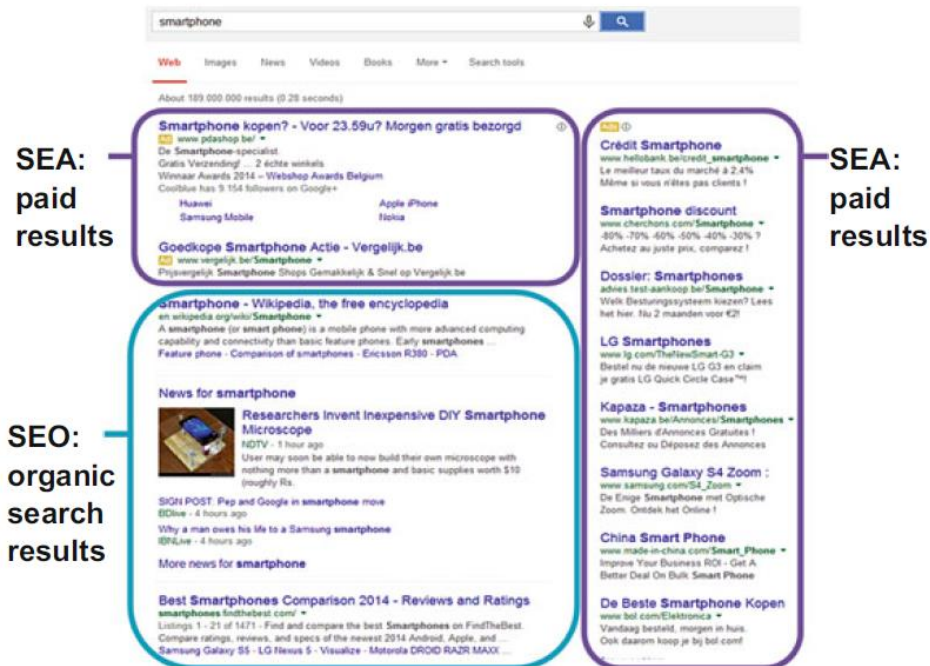 smartphone
Web Images News Videos Books More Search tools
About 189.000.000 results (0.28 seconds)
SEA:
paid
results
Smartphone kopen? - Voor 23.59u? Morgen gratis bezorgd
Ad www.pdashop.be/
De Smartphone-specialist.
Gratis Verzending! ... 2 échte winkels
Winnaar Awards 2014 – Webshop Awards Belgium
Coolblue has 9.154 followers on Google+
Huawei Apple iPhone
Samsung Mobile Nokia
Goedkope Smartphone Actie - Vergelijk.be
Ad www.vergelijk.be/Smartphone
Prijsvergelijk Smartphone Shops Gemakkelijk & Snel op Vergelijk.be
SEO:
organic
search
results
Smartphone - Wikipedia, the free encyclopedia
en.wikipedia.org/wiki/Smartphone
A smartphone (or smart phone) is a mobile phone with more advanced computing
capability and connectivity than basic feature phones. Early smartphones ...
Feature phone - Comparison of smartphones - Ericsson R380 - PDA
News for smartphone
Researchers Invent Inexpensive DIY Smartphone
Microscope
NDTV - 1 hour ago
User may soon be able to now build their own microscope with
nothing more than a smartphone and basic supplies worth $10
(roughly Rs.
SIGN POST: Pep and Google in smartphone move
BDlive - 4 hours ago
Why a man owes his life to a Samsung smartphone
IBNLive - 4 hours ago
More news for smartphone
Best Smartphones Comparison 2014 - Reviews and Ratings
smartphones.findthebest.com/
Listings 1 - 21 of 1471 - Find and compare the best Smartphones on FindTheBest.
Compare ratings, reviews, and specs of the newest 2014 Android, Apple, and ...
Samsung Galaxy S5 - LG Nexus 5 - Visualize - Motorola DROID RAZR MAXX ...
SEA:
paid
results
Ads
Crédit Smartphone
www.hellobank.be/credit_smartphone
Le meilleur taux du marché à 2,4%
Même si vous n'êtes pas clients !
Smartphone discount
www.cherchons.com/Smartphone
-80% -70% -60% -50% -40% -30% ?
Achetez au juste prix, comparez !
Dossier: Smartphones
advies.test-aankoop.be/Smartphone
Welk Besturingssysteem kiezen? Lees
het hier. Nu 2 maanden voor €2!
LG Smartphones
www.lg.com/TheNewSmart-G3
Bestel nu de nieuwe LG G3 en claim
je gratis LG Quick Circle Case™!
Kapaza - Smartphones
www.kapaza.be/Annonces/Smartphones
Des Milliers d'Annonces Gratuites !
Consultez ou Déposez des Annonces
Samsung Galaxy S4 Zoom :
www.samsung.com/S4_Zoom
De Enige Smartphone met Optische
Zoom. Ontdek het Online !
China Smart Phone
www.made-in-china.com/Smart_Phone
Improve Your Business ROI - Get A
Better Deal On Bulk Smart Phone
De Beste Smartphone Kopen
www.bol.com/Elektronica
Vandaag besteld, morgen in huis.
Ook daarom koop je bij bol.com!